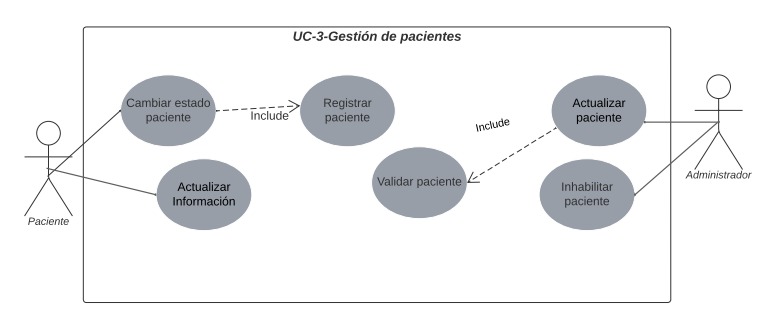 UC-3-Gestión de pacientes
Cambiar estado
paciente
Include
Registrar
paciente
Include
Actualizar
paciente
Actualizar
Información
Validar paciente
Inhabilitar
paciente
Paciente
Administrador